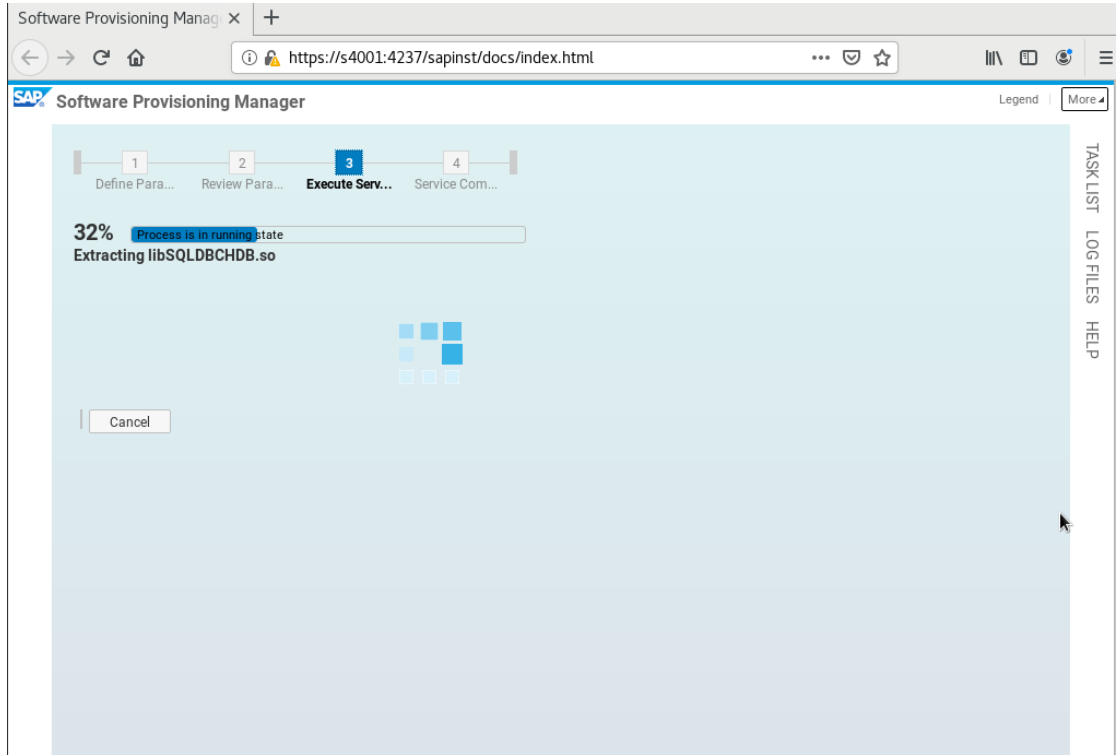 Software Provisioning Manag
https://s4001:4237/sapinst/docs/index.html
SAP Software Provisioning Manager
Legend
More
1
2
3
4
Define Para...
Review Para...
Execute Serv...
Service Com...
32%
Process is in running state
Extracting libSQLDBCHDB.so
Cancel
TASK LIST
LOG FILES
HELP